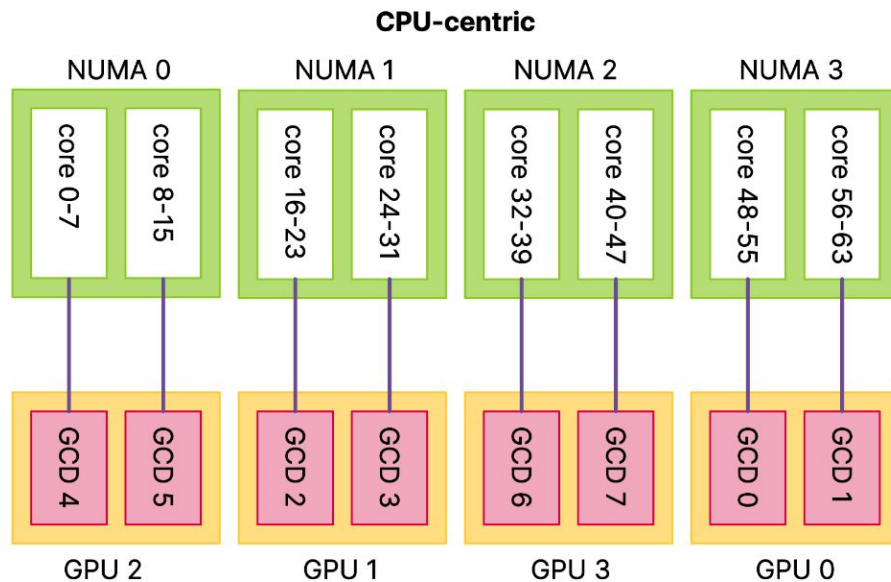 CPU-centric
NUMA 0
NUMA 1
NUMA 2
NUMA 3
core 0-7
core 8-15
core 16-23
core 24-31
core 32-39
core 40-47
core 48-55
core 56-63
GCD 4
GCD 5
GCD 2
GCD 3
GCD 6
GCD 7
GCD 0
GCD 1
GPU 2
GPU 1
GPU 3
GPU 0